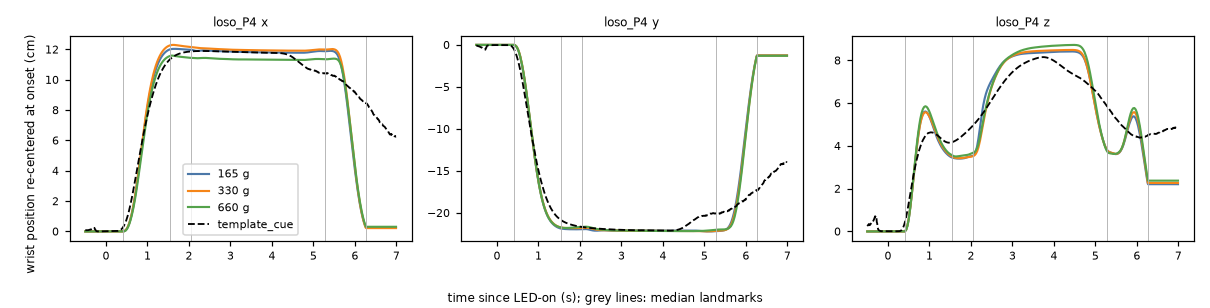 loso_P4 x
loso_P4 y
loso_P4 z
wrist position re-centered at onset (cm)
12
10
8
6
4
2
0
0
−5
−10
−15
−20
8
6
4
2
0
165 g
330 g
660 g
template_cue
0 1 2 3 4 5 6 7
0 1 2 3 4 5 6 7
0 1 2 3 4 5 6 7
time since LED-on (s); grey lines: median landmarks